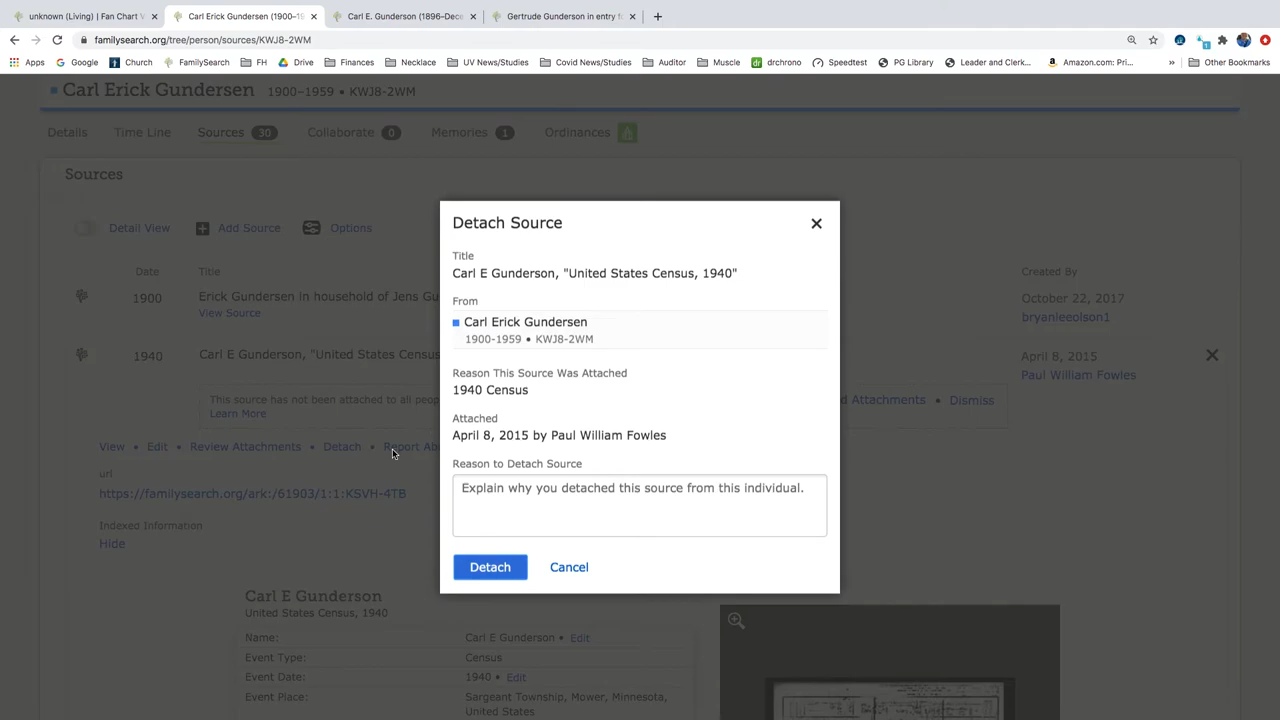 unknown (Living) | Fan Chart V
Carl Erick Gundersen (1900–19
Carl E. Gunderson (1896–Dece
Gertrude Gunderson in entry fo
familysearch.org/tree/person/sources/KWJ8-2WM
Apps Google Church FamilySearch FH Drive Finances Necklace UV News/Studies Covid News/Studies Auditor Muscle drchrono Speedtest PG Library Leader and Clerk... Amazon.com: Pri... » Other Bookmarks
Carl Erick Gundersen 1900–1959 • KWJ8-2WM
Details Time Line Sources 30 Collaborate 0 Memories 1 Ordinances
Sources
Detail View Add Source Options
Date Title Created By
1900 Erick Gundersen in household of Jens Gu October 22, 2017
View Source bryanleeolson1
1940 Carl E Gunderson, "United States Census April 8, 2015
Paul William Fowles
This source has not been attached to all peop d Attachments • Dismiss
Learn More
View • Edit • Review Attachments • Detach • Report Abu
url
https://familysearch.org/ark:/61903/1:1:KSVH-4TB
Indexed Information
Hide
Carl E Gunderson
United States Census, 1940
Name: Carl E Gunderson • Edit
Event Type: Census
Event Date: 1940 • Edit
Event Place: Sargeant Township, Mower, Minnesota,
United States
Detach Source
Title
Carl E Gunderson, "United States Census, 1940"
From
Carl Erick Gundersen
1900-1959 • KWJ8-2WM
Reason This Source Was Attached
1940 Census
Attached
April 8, 2015 by Paul William Fowles
Reason to Detach Source
Explain why you detached this source from this individual.
Detach Cancel